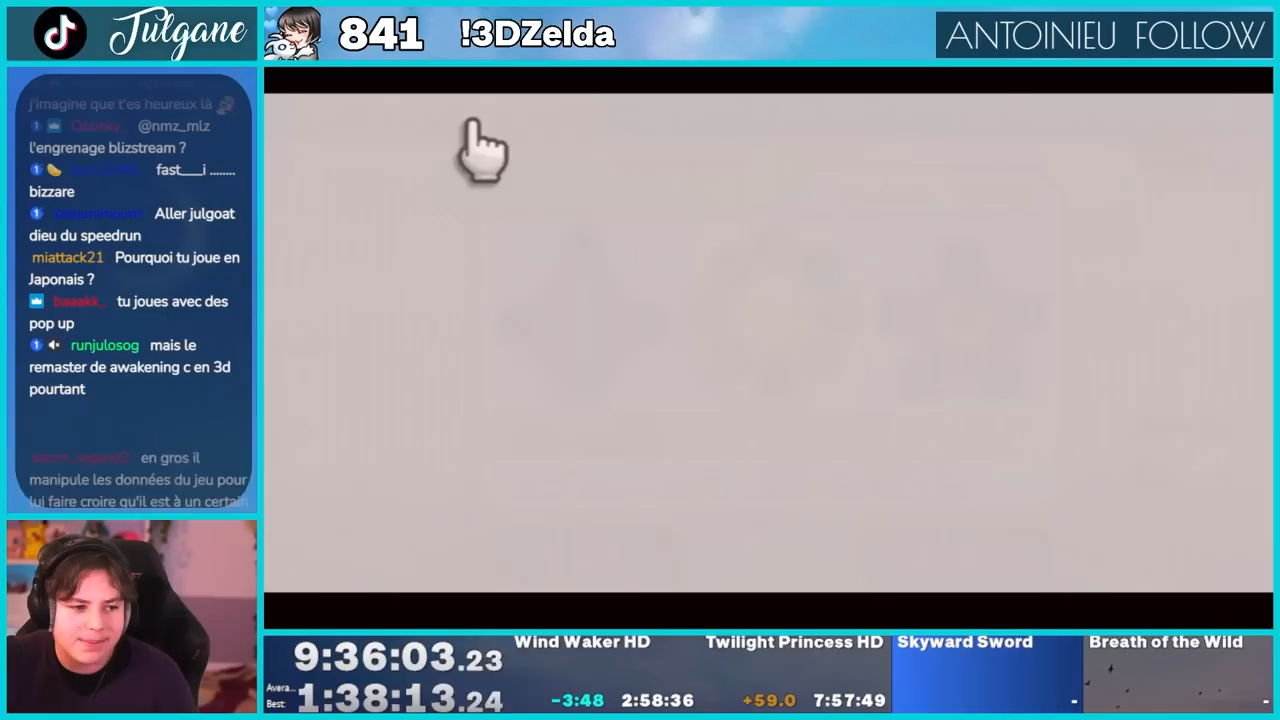 Julgane
841
!3DZelda
ANTOINIEU FOLLOW
j'imagine que t'es heureux là
@nmz_mlz
l'engrenage blizstream ?
fast___i ........
bizzare
Aller julgoat
dieu du speedrun
miattack21 Pourquoi tu joue en
Japonais ?
tu joues avec des
pop up
runjulosog mais le
remaster de awakening c en 3d
pourtant
en gros il
manipule les données du jeu pour
lui faire croire qu'il est à un certain
9:36:03.23
Avera...
Best:
1:38:13.24
Wind Waker HD
-3:48 2:58:36
Twilight Princess HD
+59.0 7:57:49
Skyward Sword
-
Breath of the Wild
-